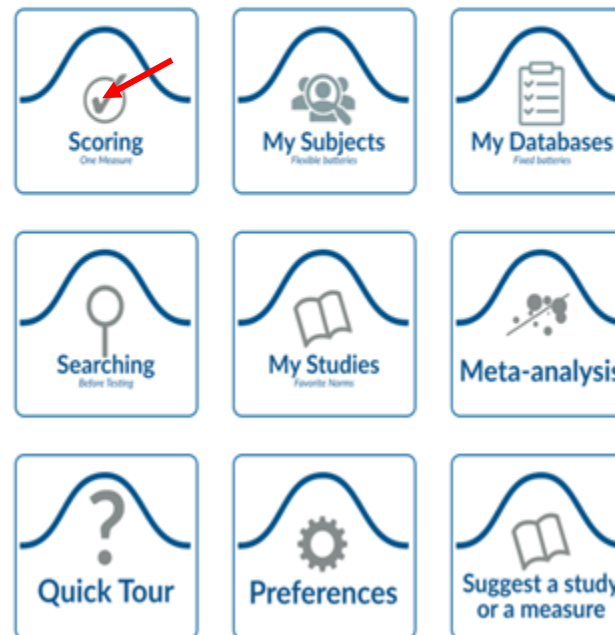 Scoring
One Measure
My Subjects
Flexible batteries
My Databases
Fixed batteries
Searching
Before Testing
My Studies
Favorite Norms
Meta-analysis
?
Quick Tour
Preferences
Suggest a study
or a measure